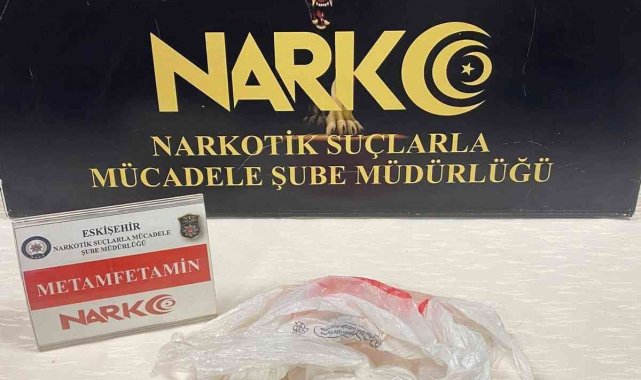 NARKO
NARKOTİK SUÇLARLA
MÜCADELE ŞUBE MÜDÜRLÜĞÜ
ESKİŞEHİR
NARKOTİK SUÇLARLA MÜCADELE
ŞUBE MÜDÜRLÜĞÜ
METAMFETAMİN
NARKO